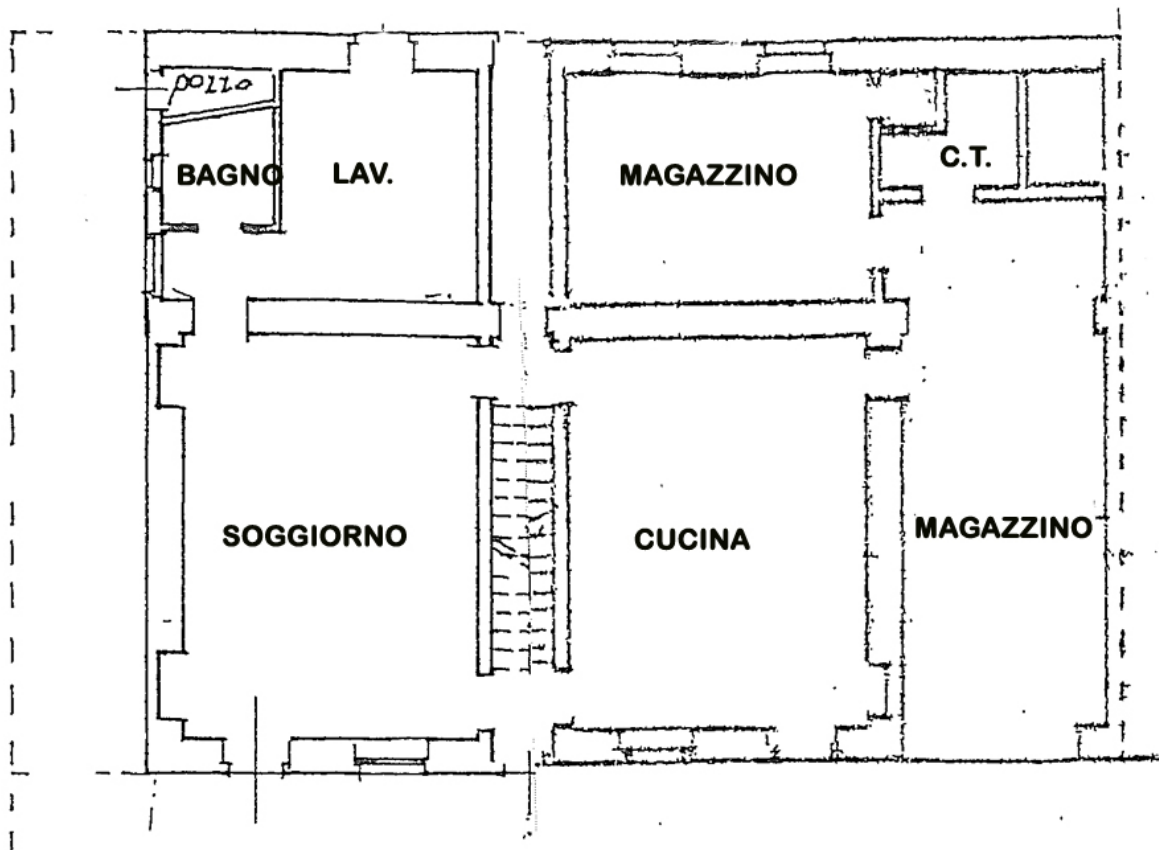 pozzo
BAGNO
LAV.
MAGAZZINO
C.T.
SOGGIORNO
CUCINA
MAGAZZINO